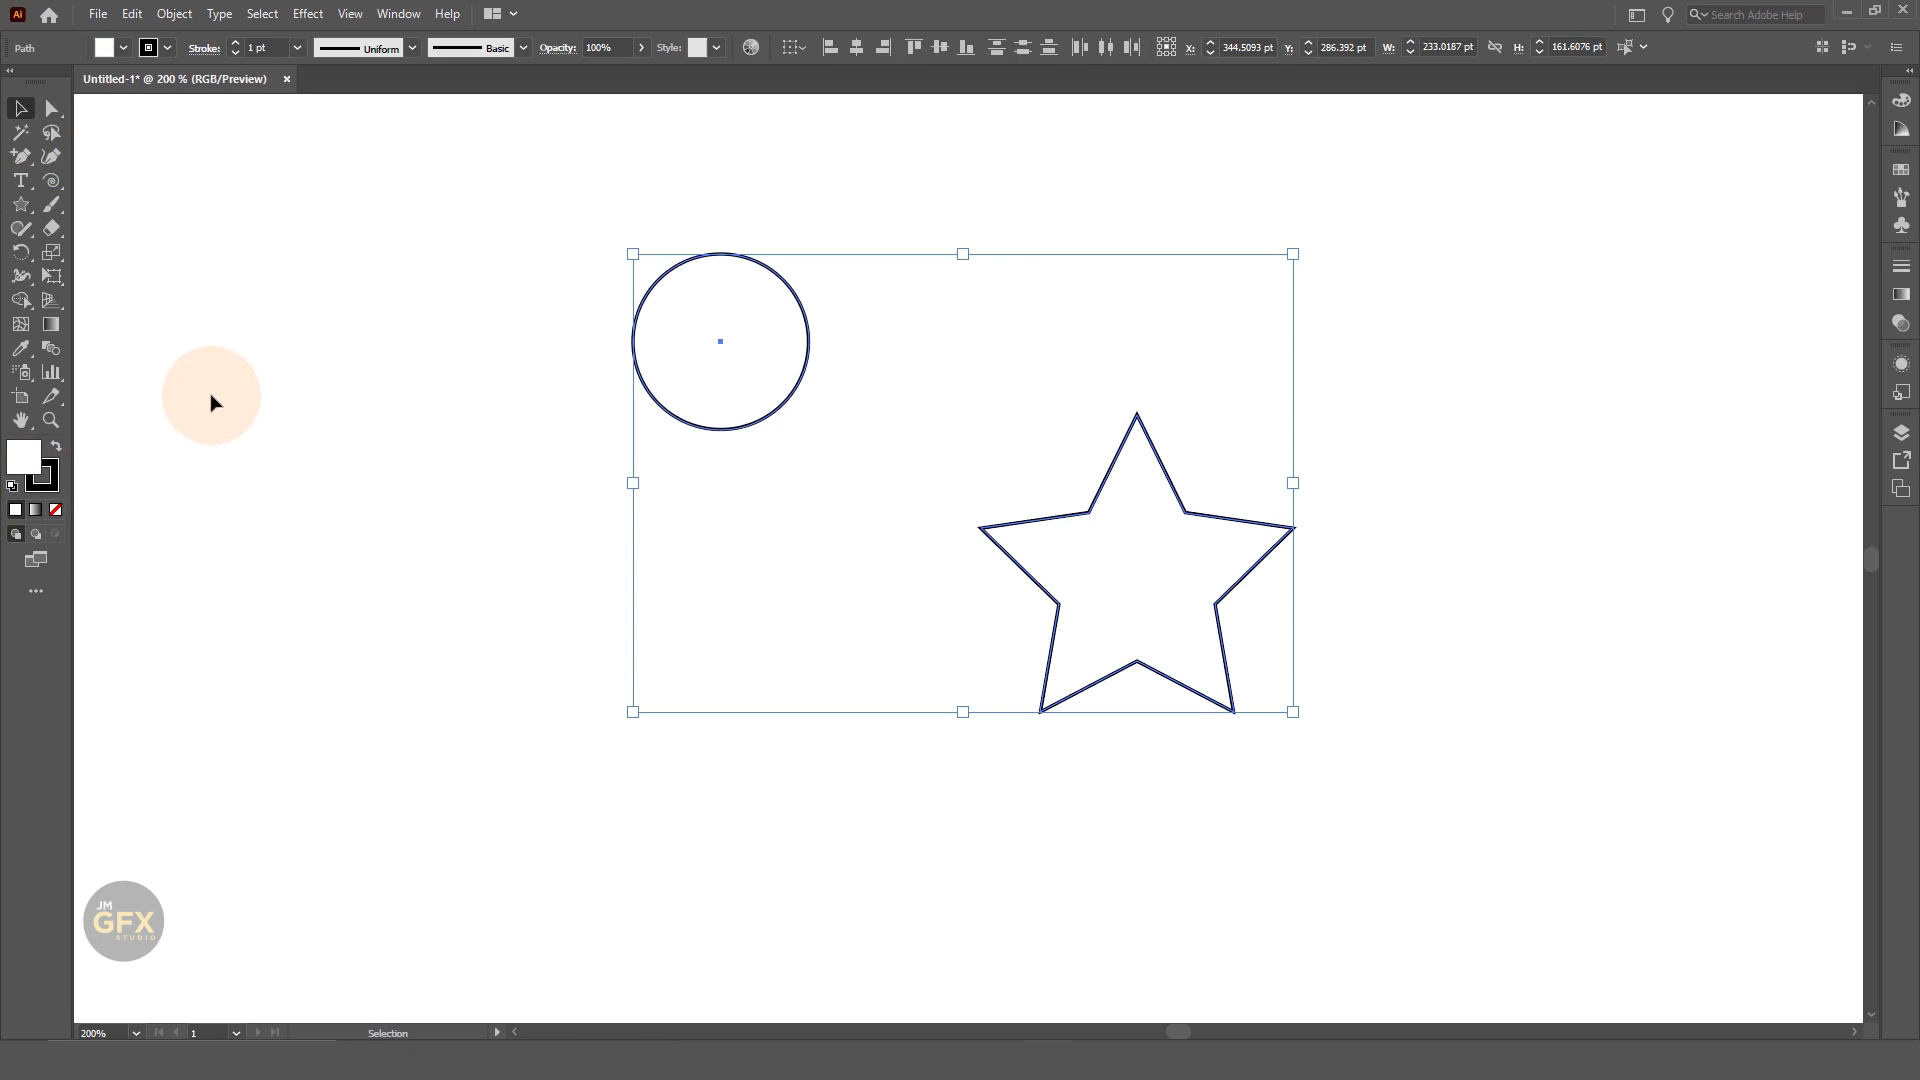 Ai File Edit Object Type Select Effect View Window Help Search Adobe Help
Path Stroke: 1 pt Uniform Basic Opacity: 100% Style: X: 344.5093 pt Y: 286.392 pt W: 233.0187 pt H: 161.6076 pt
Untitled-1* @ 200 % (RGB/Preview)
JM
GFX
STUDIO
200% 1 Selection